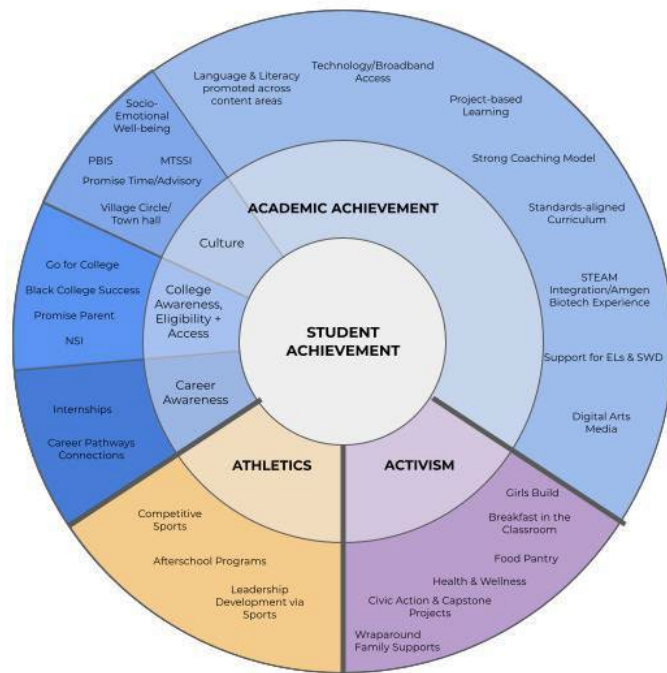 Language & Literacy
promoted across
content areas
Technology/Broadband
Access
Project-based
Learning
Strong Coaching Model
Standards-aligned
Curriculum
STEAM
Integration/Amgen
Biotech Experience
Support for ELs & SWD
Digital Arts
Media
Socio-
Emotional
Well-being
PBIS
MTSSI
Promise Time/Advisory
Village Circle/
Town hall
Go for College
Black College Success
Promise Parent
NSI
Internships
Career Pathways
Connections
ACADEMIC ACHIEVEMENT
Culture
College
Awareness,
Eligibility +
Access
Career
Awareness
STUDENT
ACHIEVEMENT
ATHLETICS
ACTIVISM
Competitive
Sports
Afterschool Programs
Leadership
Development via
Sports
Girls Build
Breakfast in the
Classroom
Food Pantry
Health & Wellness
Civic Action & Capstone
Projects
Wraparound
Family Supports